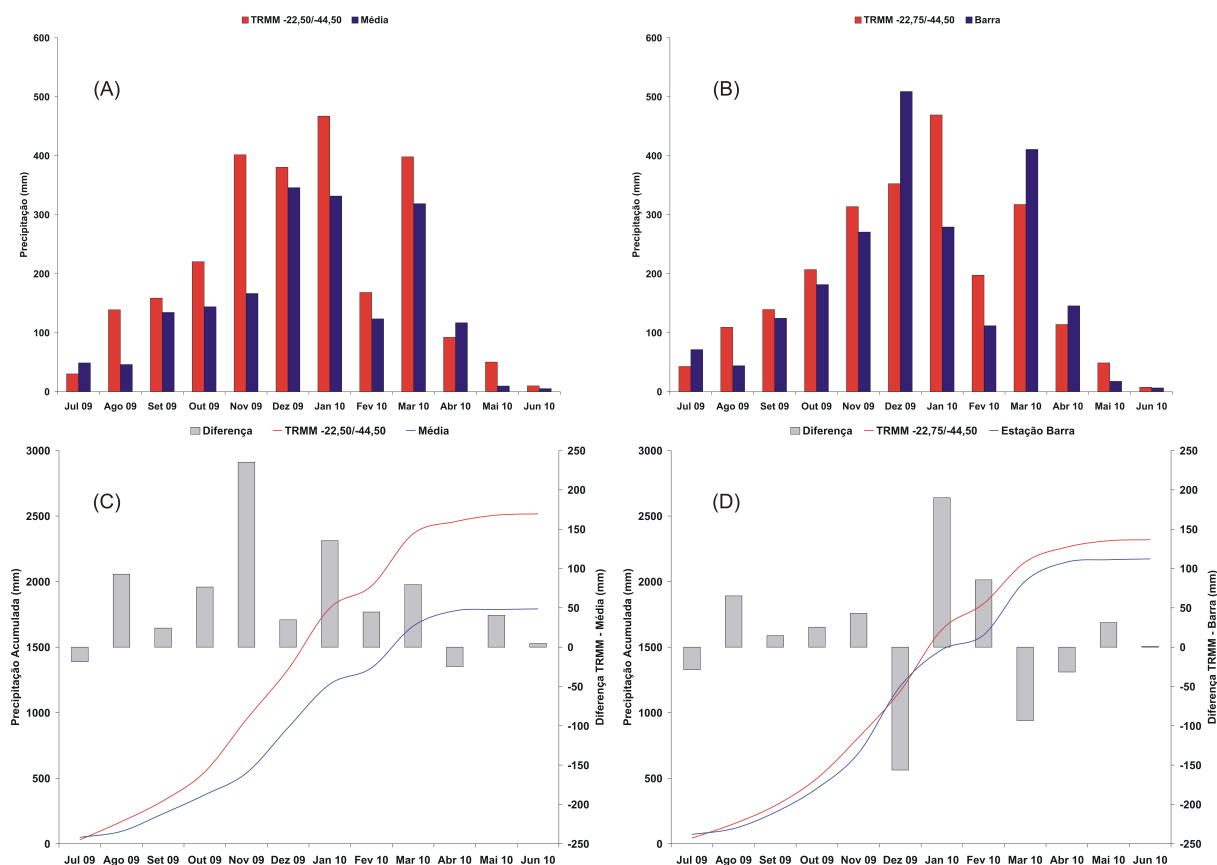 TRMM -22,50/-44,50 Média
(A)
Precipitação (mm)
600
500
400
300
200
100
0
Jul 09 Ago 09 Set 09 Out 09 Nov 09 Dez 09 Jan 10 Fev 10 Mar 10 Abr 10 Mai 10 Jun 10
TRMM -22,75/-44,50 Barra
(B)
Precipitação (mm)
600
500
400
300
200
100
0
Jul 09 Ago 09 Set 09 Out 09 Nov 09 Dez 09 Jan 10 Fev 10 Mar 10 Abr 10 Mai 10 Jun 10
Diferença TRMM -22,50/-44,50 Média
(C)
Precipitação Acumulada (mm)
3000
2500
2000
1500
1000
500
0
250
200
150
100
50
0
-50
-100
-150
-200
-250
Diferença TRMM - Média (mm)
Jul 09 Ago 09 Set 09 Out 09 Nov 09 Dez 09 Jan 10 Fev 10 Mar 10 Abr 10 Mai 10 Jun 10
Diferença TRMM -22,75/-44,50 Estação Barra
(D)
Precipitação Acumulada (mm)
3000
2500
2000
1500
1000
500
0
250
200
150
100
50
0
-50
-100
-150
-200
-250
Diferença TRMM - Barra (mm)
Jul 09 Ago 09 Set 09 Out 09 Nov 09 Dez 09 Jan 10 Fev 10 Mar 10 Abr 10 Mai 10 Jun 10